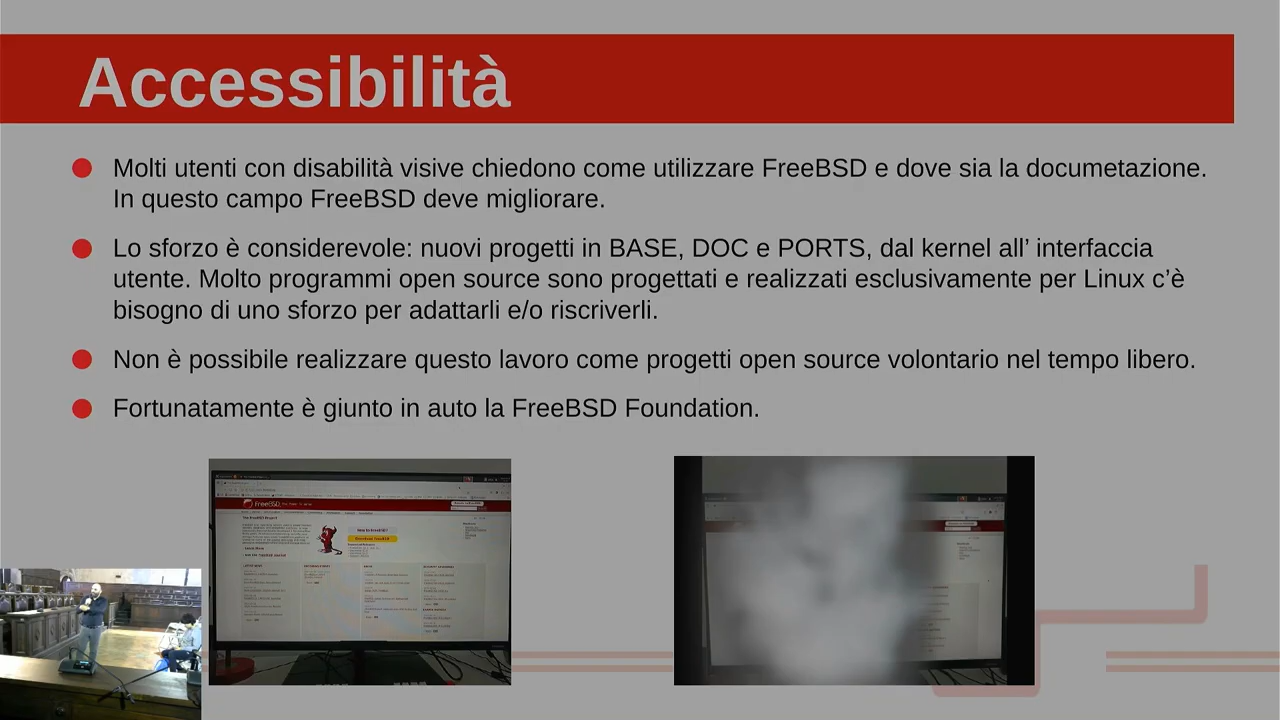 Accessibilità
Molti utenti con disabilità visive chiedono come utilizzare FreeBSD e dove sia la documetazione.
In questo campo FreeBSD deve migliorare.
Lo sforzo è considerevole: nuovi progetti in BASE, DOC e PORTS, dal kernel all’ interfaccia
utente. Molto programmi open source sono progettati e realizzati esclusivamente per Linux c’è
bisogno di uno sforzo per adattarli e/o riscriverli.
Non è possibile realizzare questo lavoro come progetti open source volontario nel tempo libero.
Fortunatamente è giunto in auto la FreeBSD Foundation.
FreeBSD